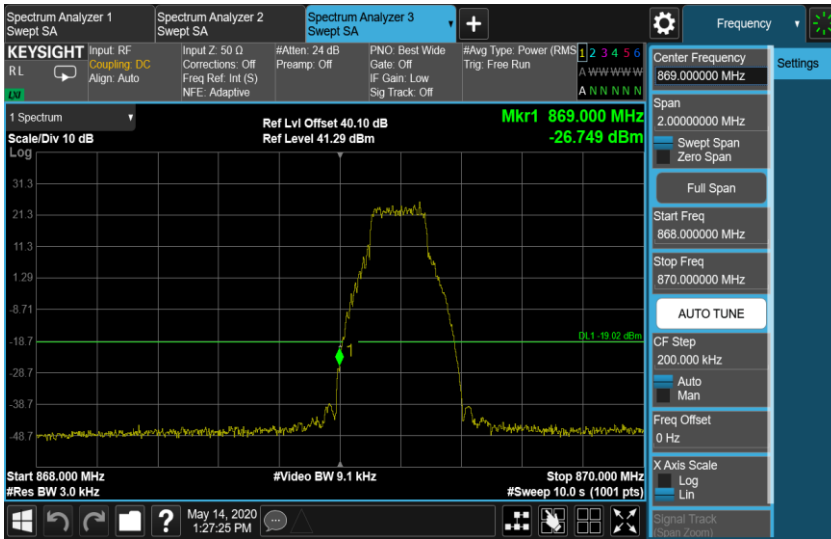 Spectrum Analyzer 1
Swept SA
Spectrum Analyzer 2
Swept SA
Spectrum Analyzer 3
Swept SA
Frequency
KEYSIGHT
RL
LXI
Input: RF
Coupling: DC
Align: Auto
Input Z: 50 Ω
Corrections: Off
Freq Ref: Int (S)
NFE: Adaptive
#Atten: 24 dB
Preamp: Off
PNO: Best Wide
Gate: Off
IF Gain: Low
Sig Track: Off
#Avg Type: Power (RMS
Trig: Free Run
1 2 3 4 5 6
A W W W W W
A N N N N N
1 Spectrum
Scale/Div 10 dB
Log
Ref Lvl Offset 40.10 dB
Ref Level 41.29 dBm
Mkr1 869.000 MHz
-26.749 dBm
31.3
21.3
11.3
1.29
-8.71
-18.7
-28.7
-38.7
-48.7
DL1 -19.02 dBm
1
Start 868.000 MHz
#Res BW 3.0 kHz
#Video BW 9.1 kHz
Stop 870.000 MHz
#Sweep 10.0 s (1001 pts)
May 14, 2020
1:27:25 PM
Center Frequency
869.000000 MHz
Settings
Span
2.00000000 MHz
Swept Span
Zero Span
Full Span
Start Freq
868.000000 MHz
Stop Freq
870.000000 MHz
AUTO TUNE
CF Step
200.000 kHz
Auto
Man
Freq Offset
0 Hz
X Axis Scale
Log
Lin
Signal Track
(Span Zoom)